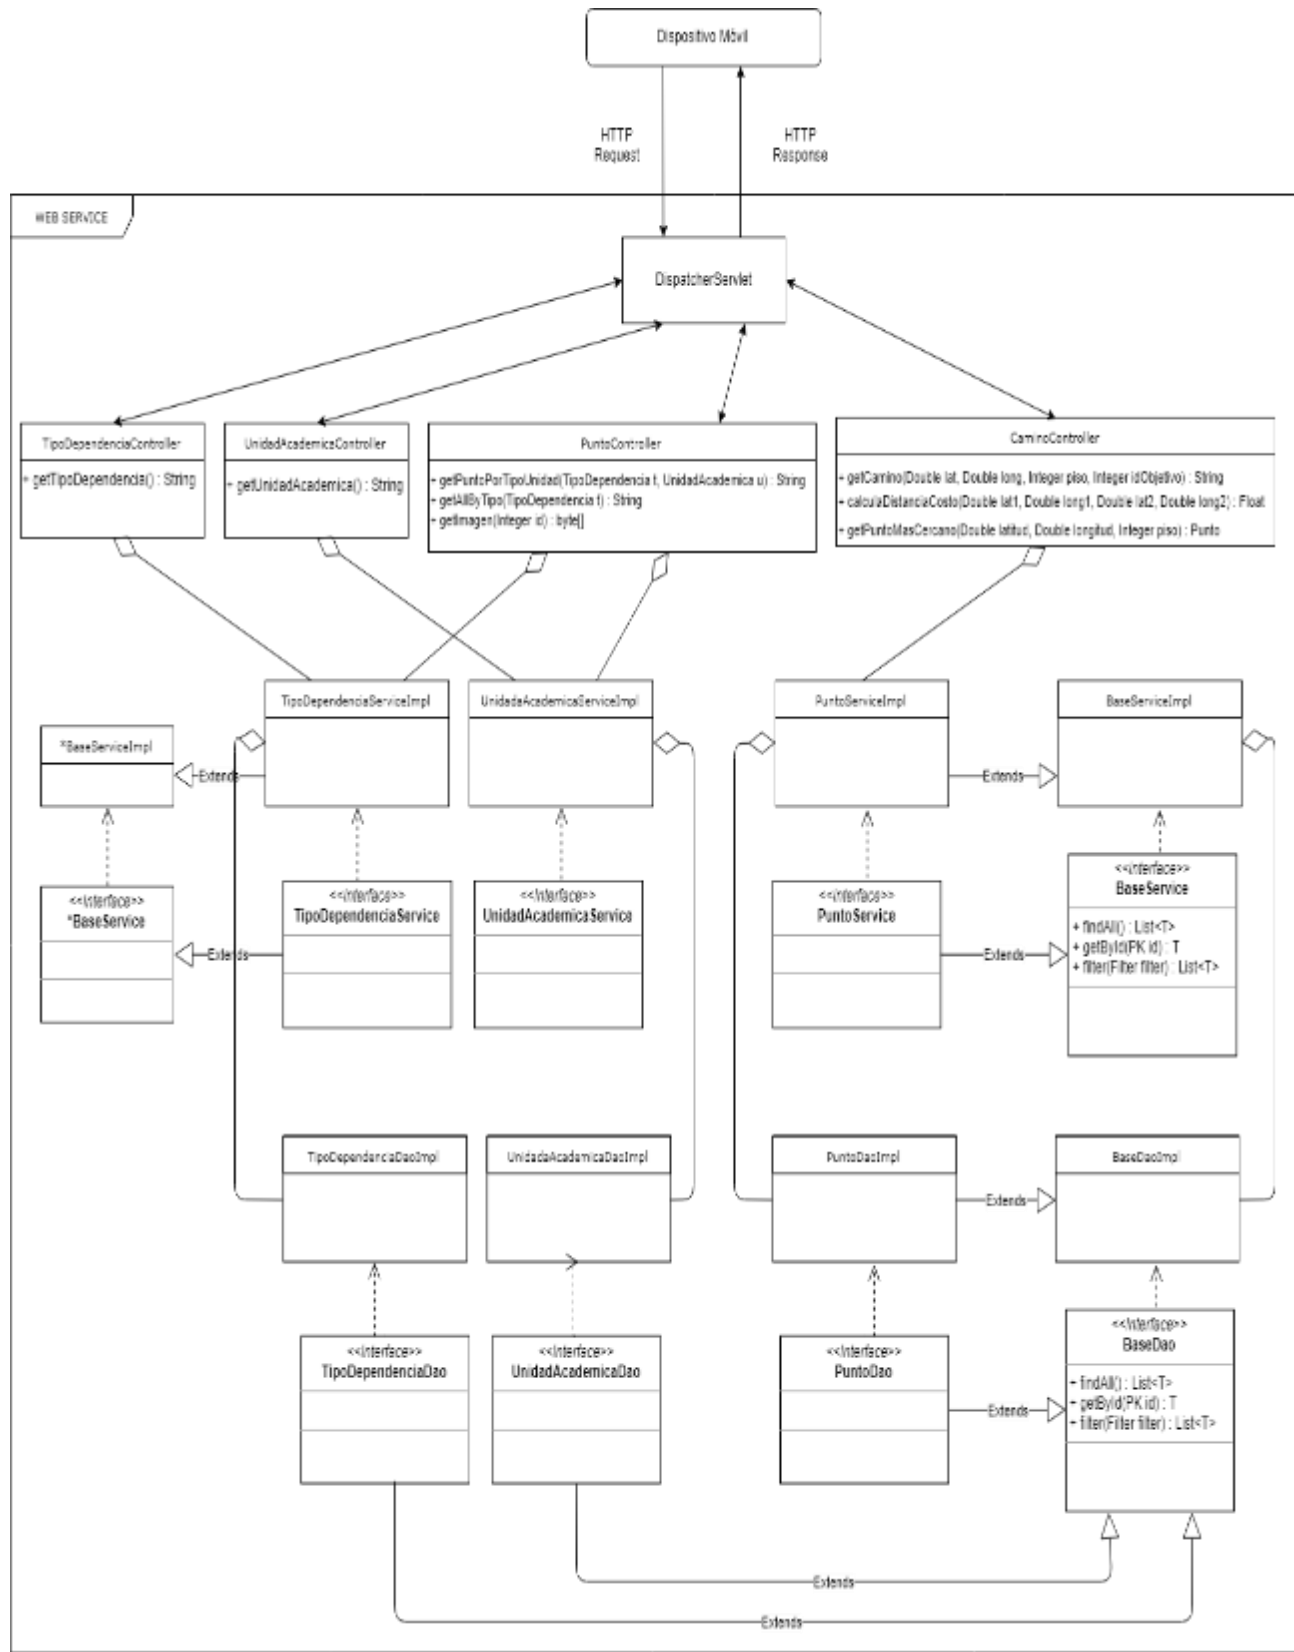 Dispositivo Móvil
HTTP
Request
HTTP
Response
WEB SERVICE
DispatcherServlet
TipoDependenciaController
+ getTipoDependencia() : String
UnidadAcademicaController
+ getUnidadAcademica() : String
PuntoController
+ getPuntoPorTipoUnidad(TipoDependencia t, UnidadAcademica u) : String
+ getAllByTipo(TipoDependencia t) : String
+ getImagen(Integer id) : byte[]
CaminoController
+ getCamino(Double lat, Double long, Integer piso, Integer idObjetivo) : String
+ calculaDistanciaCosto(Double lat1, Double long1, Double lat2, Double long2) : Float
+ getPuntoMasCercano(Double latitud, Double longitud, Integer piso) : Punto
TipoDependenciaServiceImpl
UnidadaAcademicaServiceImpl
PuntoServiceImpl
BaseServiceImpl
*BaseServiceImpl
Extends
Extends
<<Interface>>
*BaseService
<<Interface>>
TipoDependenciaService
<<Interface>>
UnidadAcademicaService
<<Interface>>
PuntoService
<<Interface>>
BaseService
+ findAll() : List<T>
+ getById(PK id) : T
+ filter(Filter filter) : List<T>
Extends
Extends
TipoDependenciaDaoImpl
UnidadaAcademicaDaoImpl
PuntoDaoImpl
BaseDaoImpl
Extends
<<Interface>>
TipoDependenciaDao
<<Interface>>
UnidadAcademicaDao
<<Interface>>
PuntoDao
<<Interface>>
BaseDao
+ findAll() : List<T>
+ getById(PK id) : T
+ filter(Filter filter) : List<T>
Extends
Extends
Extends